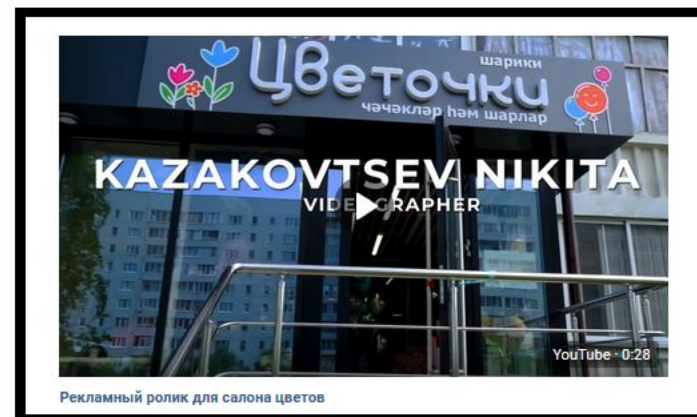 шарики
Цветочки
чәчәкләр һәм шарлар
KAZAKOVTSEV NIKITA
VIDEOGRAPHER
YouTube · 0:28
Рекламный ролик для салона цветов